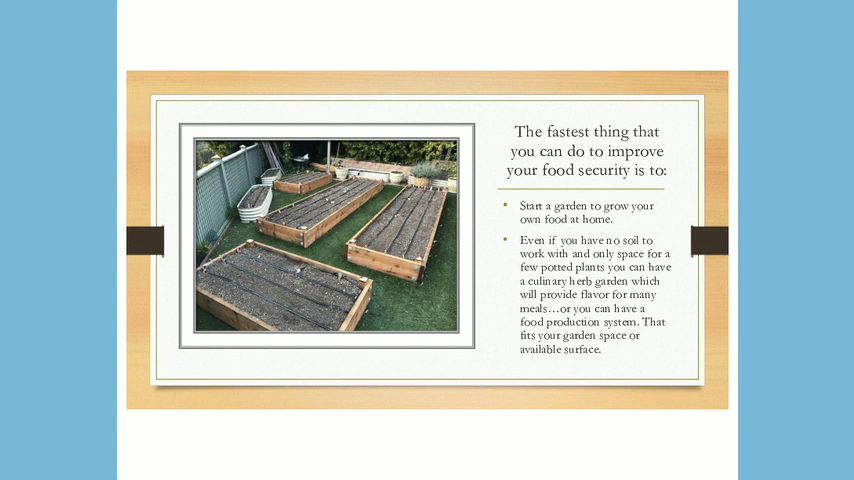 The fastest thing that
you can do to improve
your food security is to:
• Start a garden to grow your
own food at home.
• Even if you have no soil to
work with and only space for a
few potted plants you can have
a culinary herb garden which
will provide flavor for many
meals…or you can have a
food production system. That
fits your garden space or
available surface.